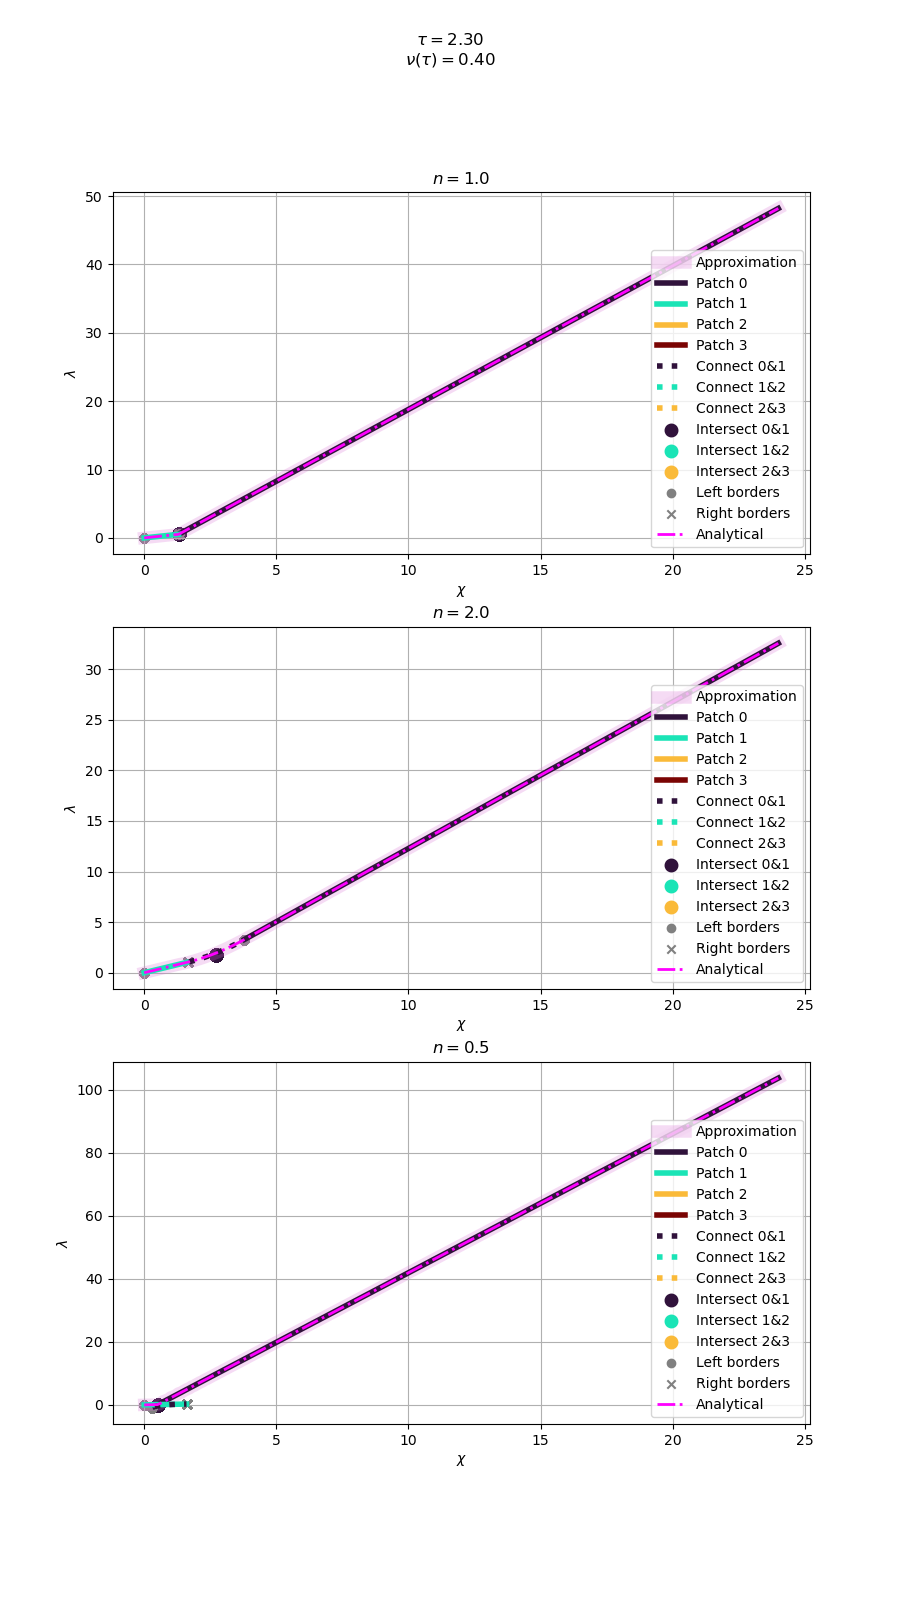 τ = 2.30
ν(τ) = 0.40
n = 1.0
50
40
30
20
10
0
λ
0 5 10 15 20 25
χ
Approximation
Patch 0
Patch 1
Patch 2
Patch 3
Connect 0&1
Connect 1&2
Connect 2&3
Intersect 0&1
Intersect 1&2
Intersect 2&3
Left borders
Right borders
Analytical
n = 2.0
30
25
20
15
10
5
0
λ
0 5 10 15 20 25
χ
Approximation
Patch 0
Patch 1
Patch 2
Patch 3
Connect 0&1
Connect 1&2
Connect 2&3
Intersect 0&1
Intersect 1&2
Intersect 2&3
Left borders
Right borders
Analytical
n = 0.5
100
80
60
40
20
0
λ
0 5 10 15 20 25
χ
Approximation
Patch 0
Patch 1
Patch 2
Patch 3
Connect 0&1
Connect 1&2
Connect 2&3
Intersect 0&1
Intersect 1&2
Intersect 2&3
Left borders
Right borders
Analytical